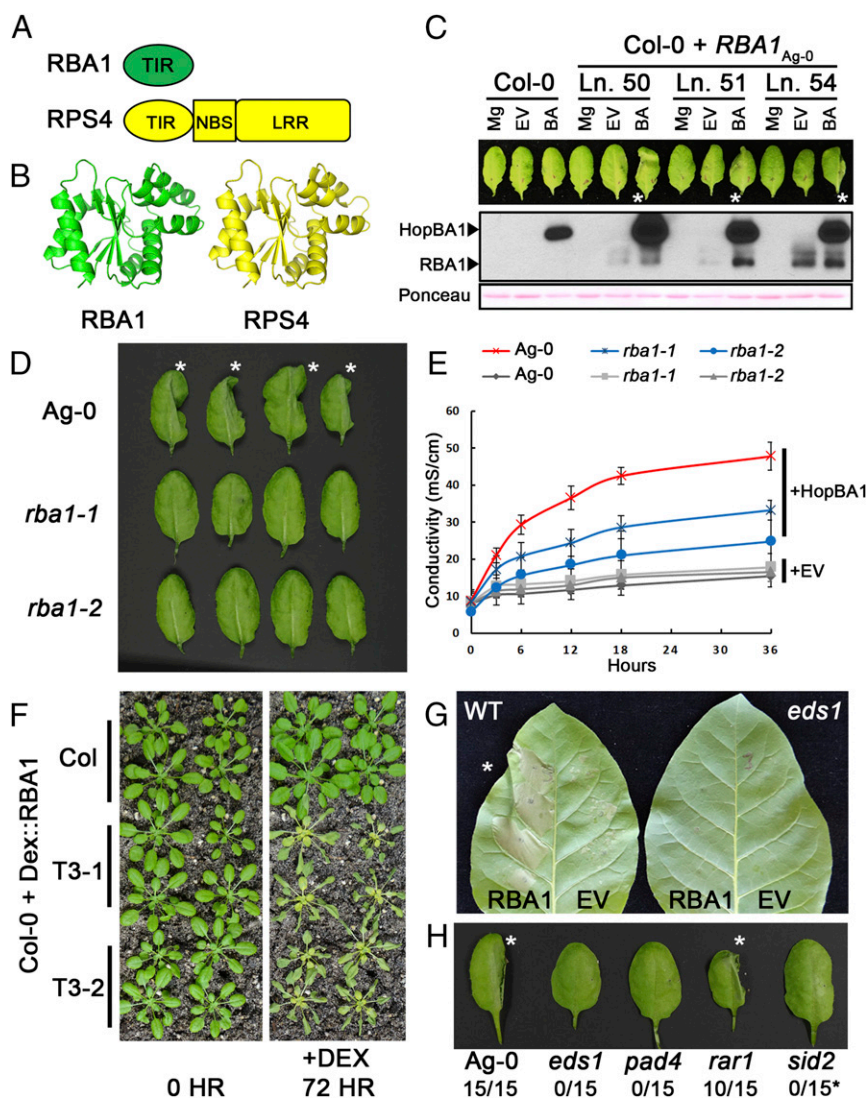 A
RBA1 TIR
RPS4 TIR NBS LRR
B
RBA1 RPS4
C
Col-0 + RBA1Ag-0
Col-0 Ln. 50 Ln. 51 Ln. 54
Mg EV BA Mg EV BA Mg EV BA Mg EV BA
* * *
HopBA1
RBA1
Ponceau
D
* * * *
Ag-0
rba1-1
rba1-2
E
Ag-0 rba1-1 rba1-2
Ag-0 rba1-1 rba1-2
Conductivity (mS/cm)
60
50
40
30
20
10
0
0 6 12 18 24 30 36
Hours
+HopBA1
+EV
F
Col-0 + Dex::RBA1
Col
T3-1
T3-2
0 HR
+DEX
72 HR
G
WT eds1
*
RBA1 EV RBA1 EV
H
* *
Ag-0 eds1 pad4 rar1 sid2
15/15 0/15 0/15 10/15 0/15*